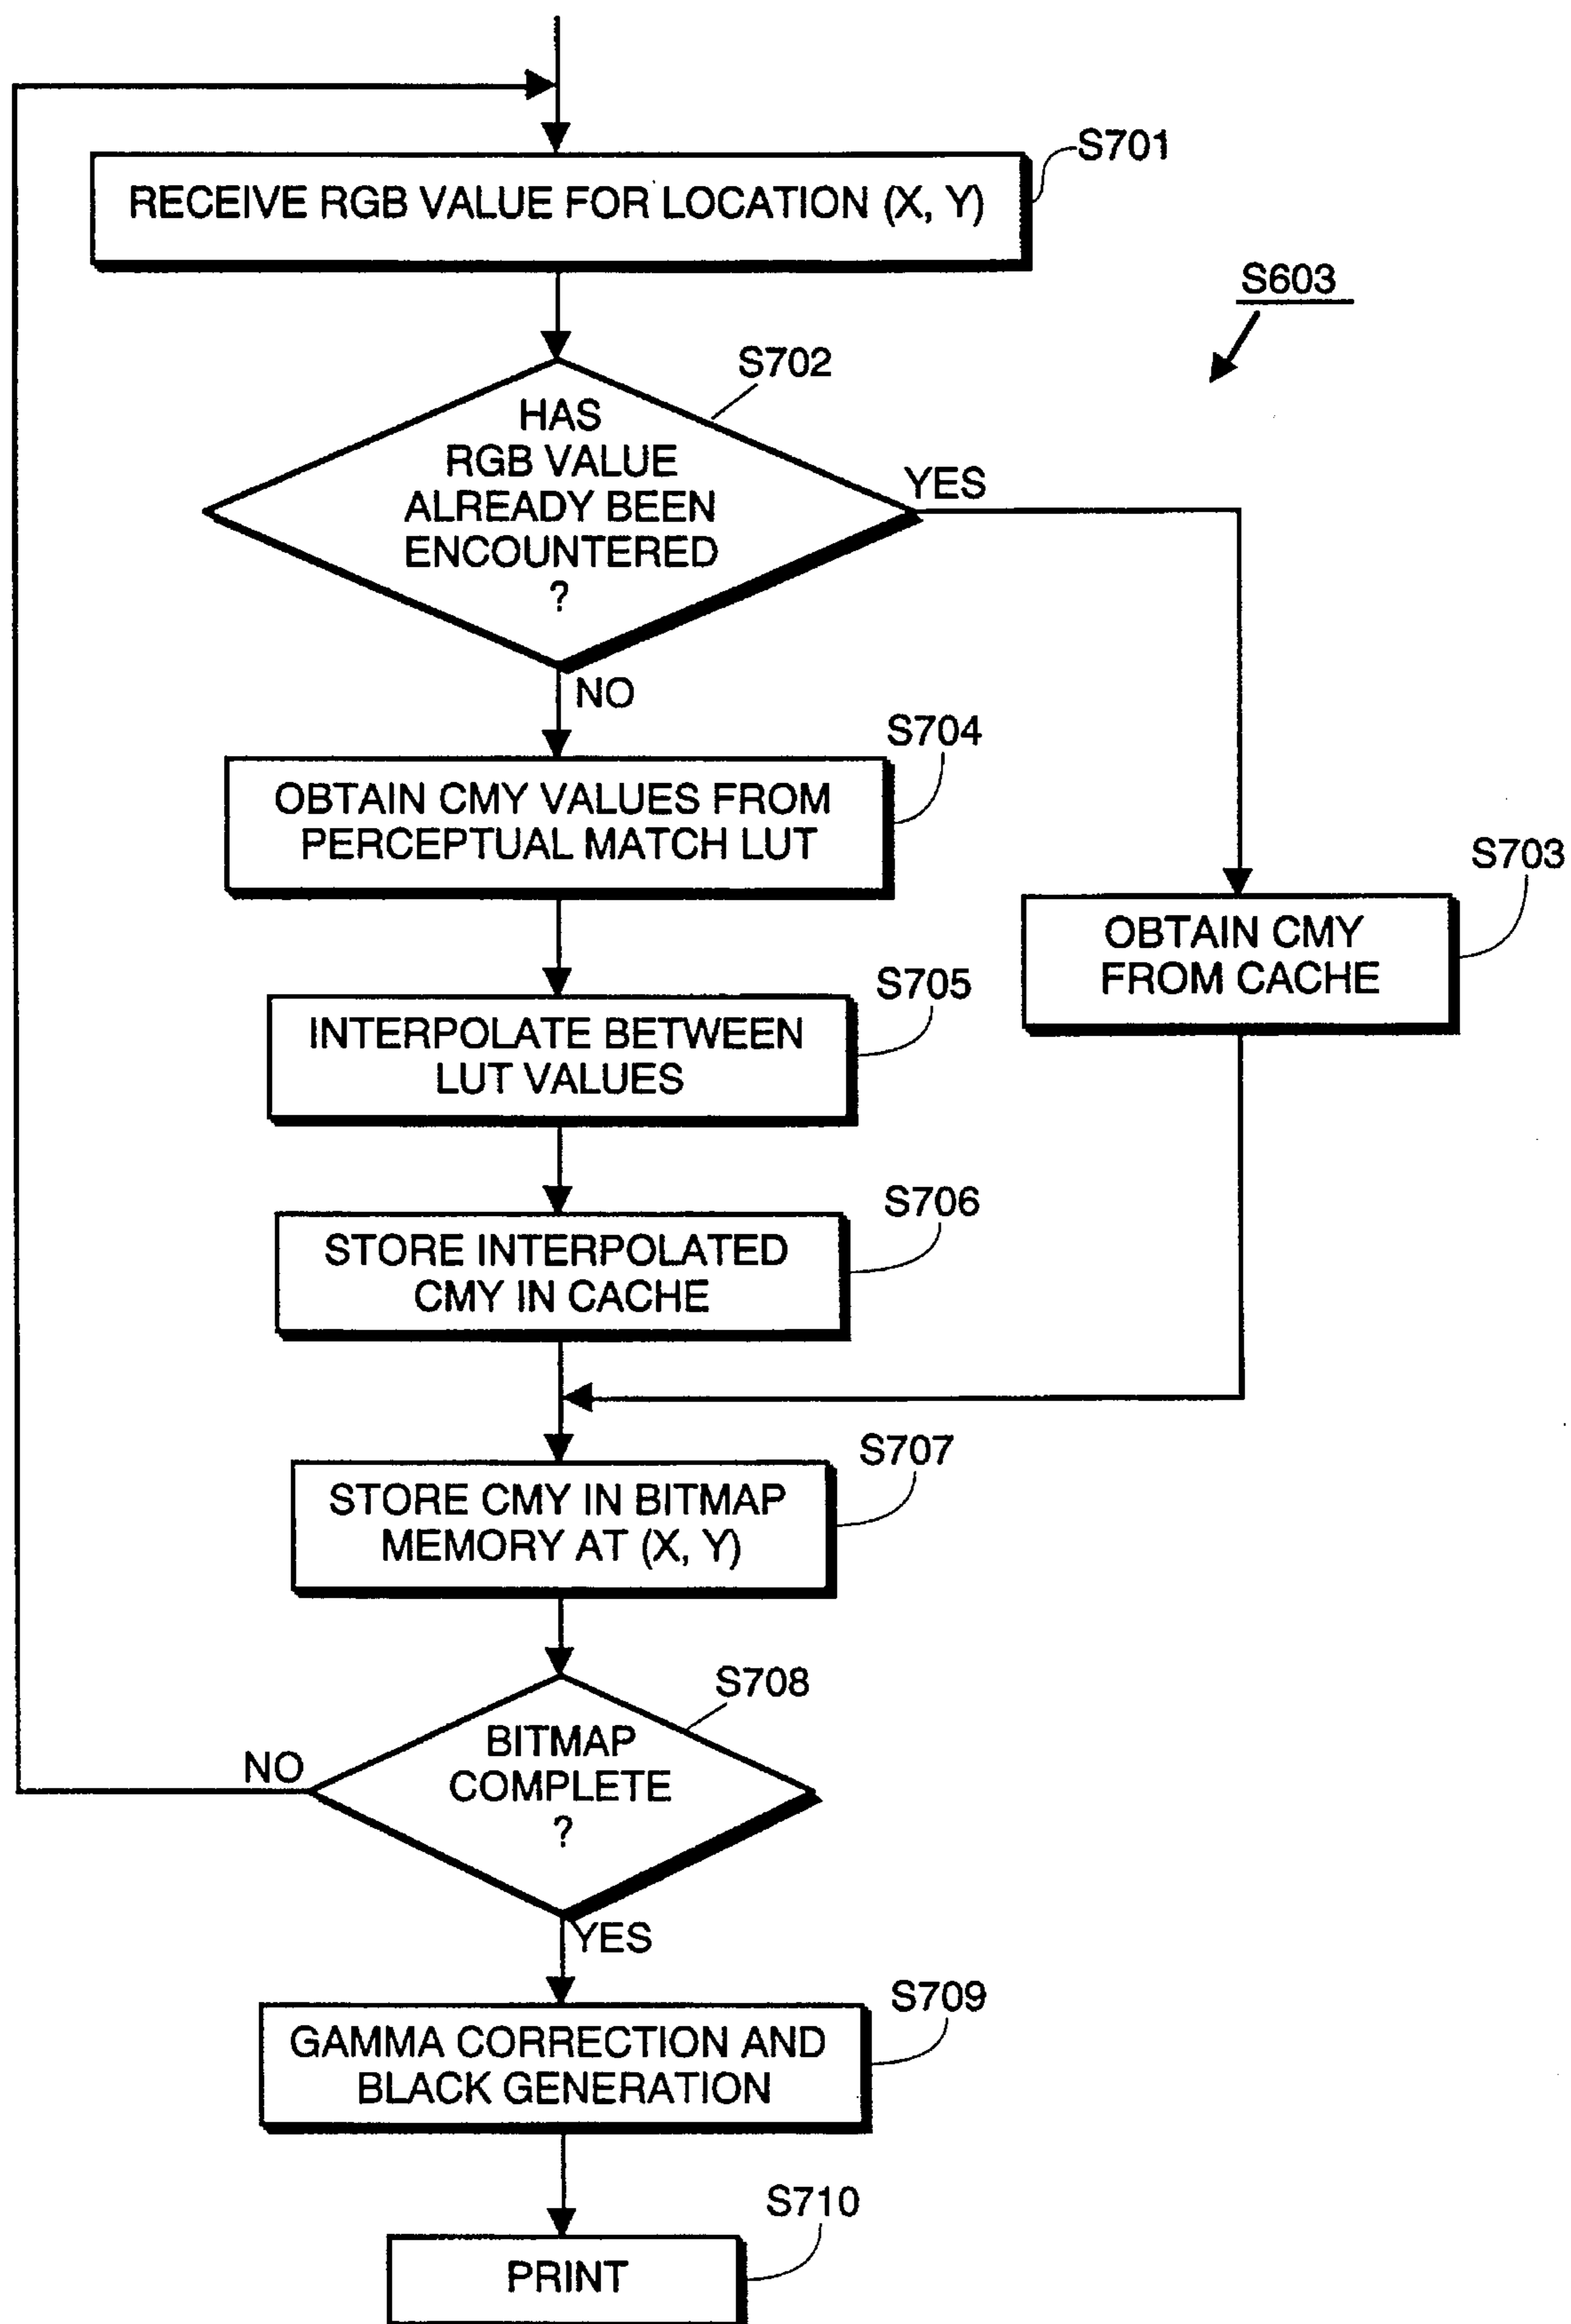 S701
RECEIVE RGB VALUE FOR LOCATION (X, Y)
S603
S702
HAS
RGB VALUE
ALREADY BEEN
ENCOUNTERED
?
YES
NO
S704
OBTAIN CMY VALUES FROM
PERCEPTUAL MATCH LUT
S703
OBTAIN CMY
FROM CACHE
S705
INTERPOLATE BETWEEN
LUT VALUES
S706
STORE INTERPOLATED
CMY IN CACHE
S707
STORE CMY IN BITMAP
MEMORY AT (X, Y)
S708
BITMAP
COMPLETE
?
NO
YES
S709
GAMMA CORRECTION AND
BLACK GENERATION
S710
PRINT